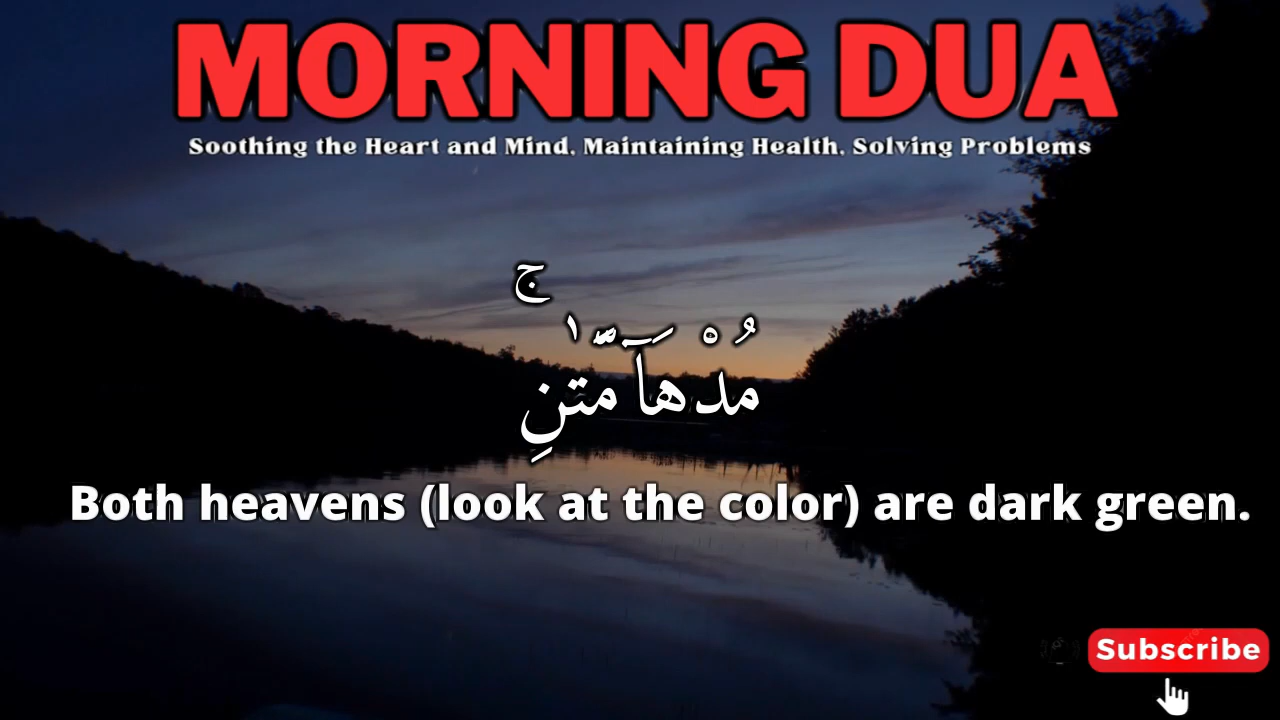 MORNING DUA
Soothing the Heart and Mind, Maintaining Health, Solving Problems
مُدْهَاۤمَّتٰنِۚ
Both heavens (look at the color) are dark green.
Subscribe